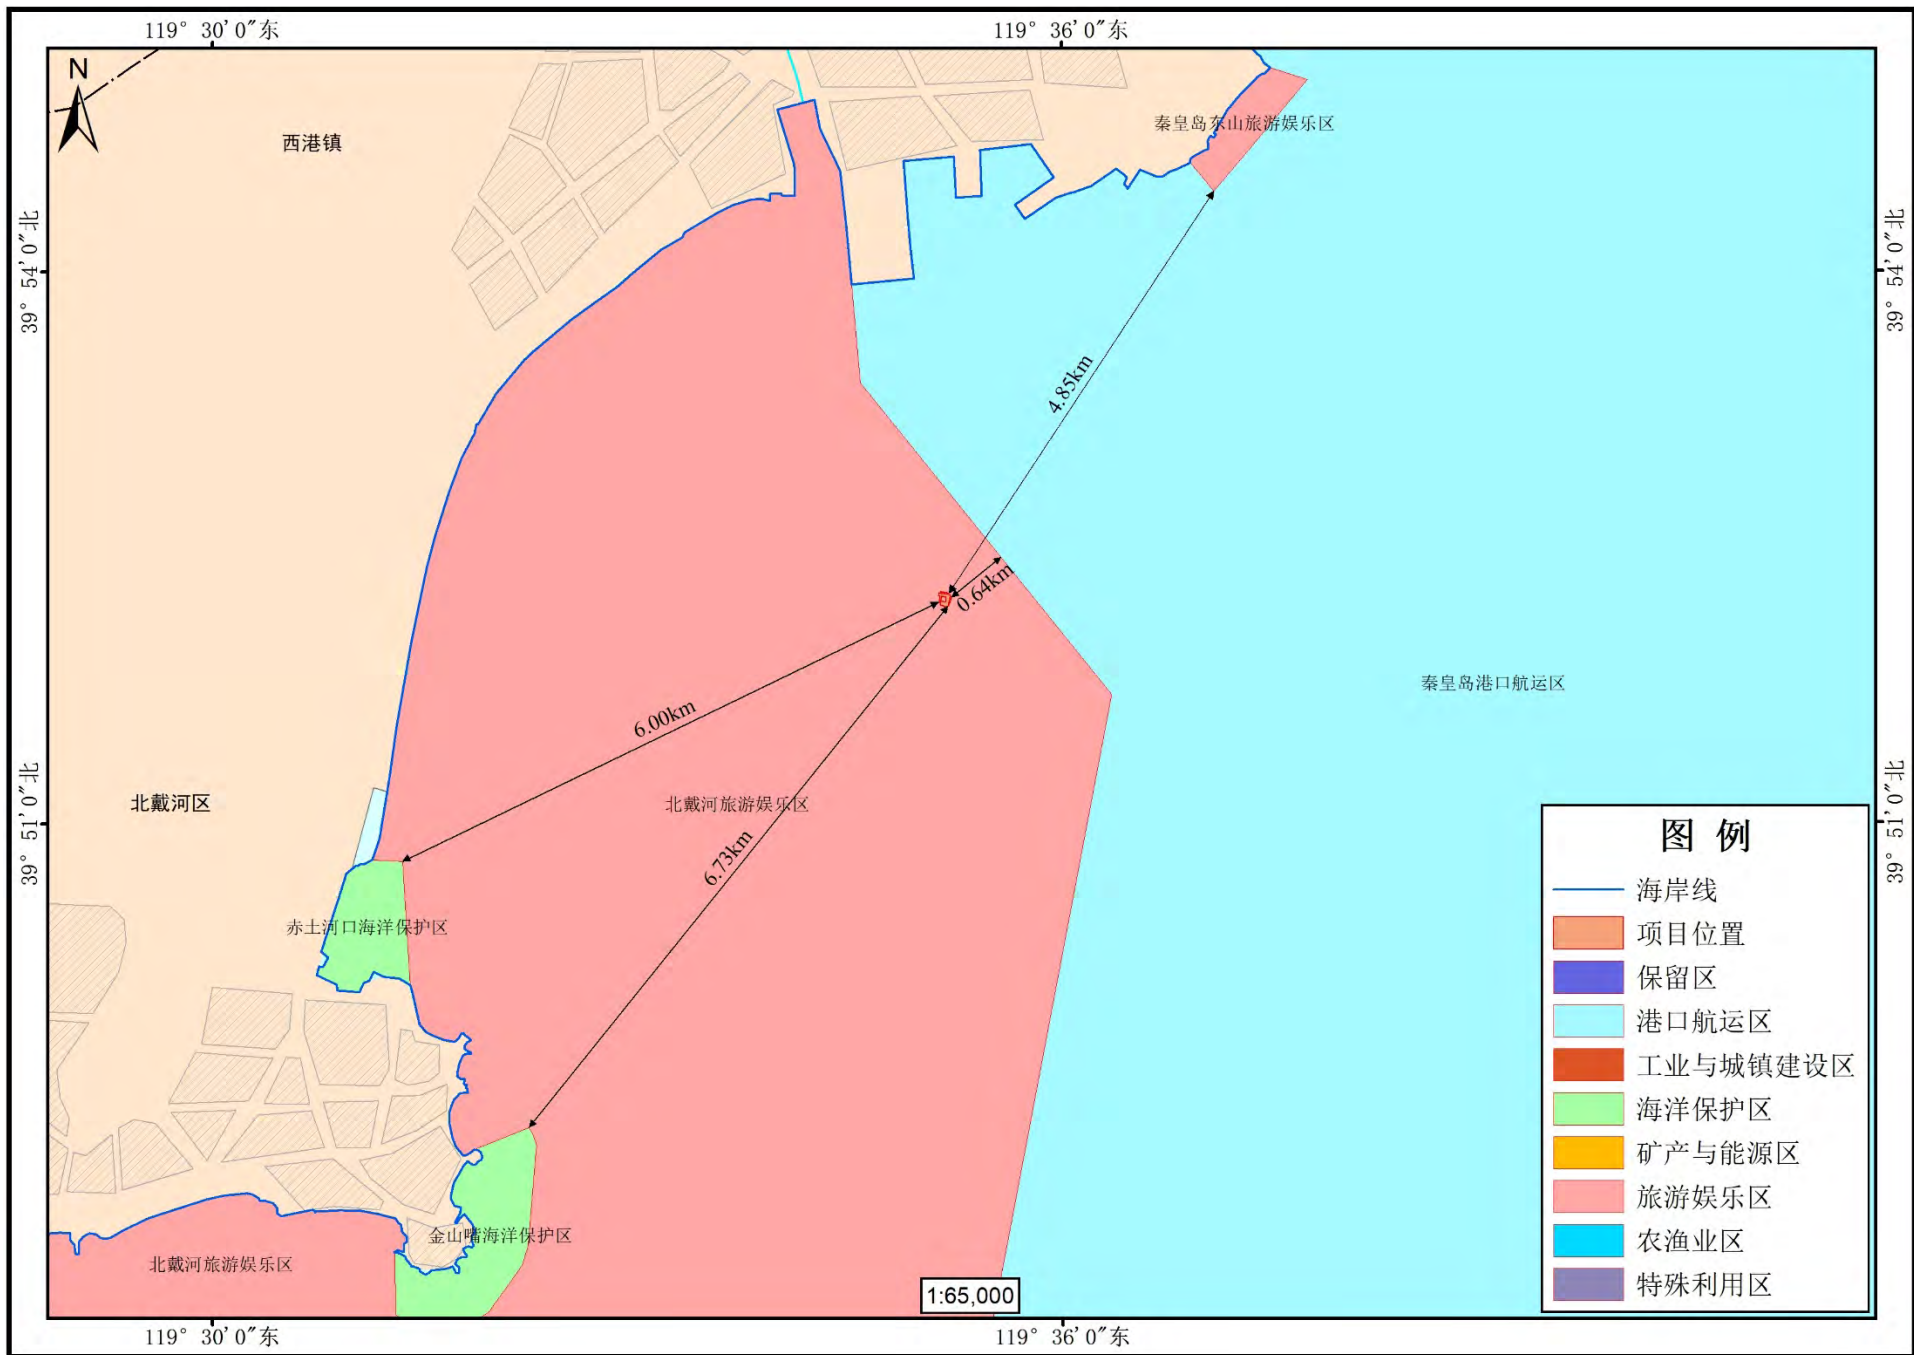 119° 30′0″东
119° 36′0″东
N
西港镇
秦皇岛东山旅游娱乐区
39° 54′0″北
39° 54′0″北
4.85km
0.64km
6.00km
秦皇岛港口航运区
39° 51′0″北
39° 51′0″北
北戴河区
北戴河旅游娱乐区
6.73km
赤土河口海洋保护区
金山嘴海洋保护区
北戴河旅游娱乐区
1:65,000
图 例
海岸线
项目位置
保留区
港口航运区
工业与城镇建设区
海洋保护区
矿产与能源区
旅游娱乐区
农渔业区
特殊利用区
119° 30′0″东
119° 36′0″东